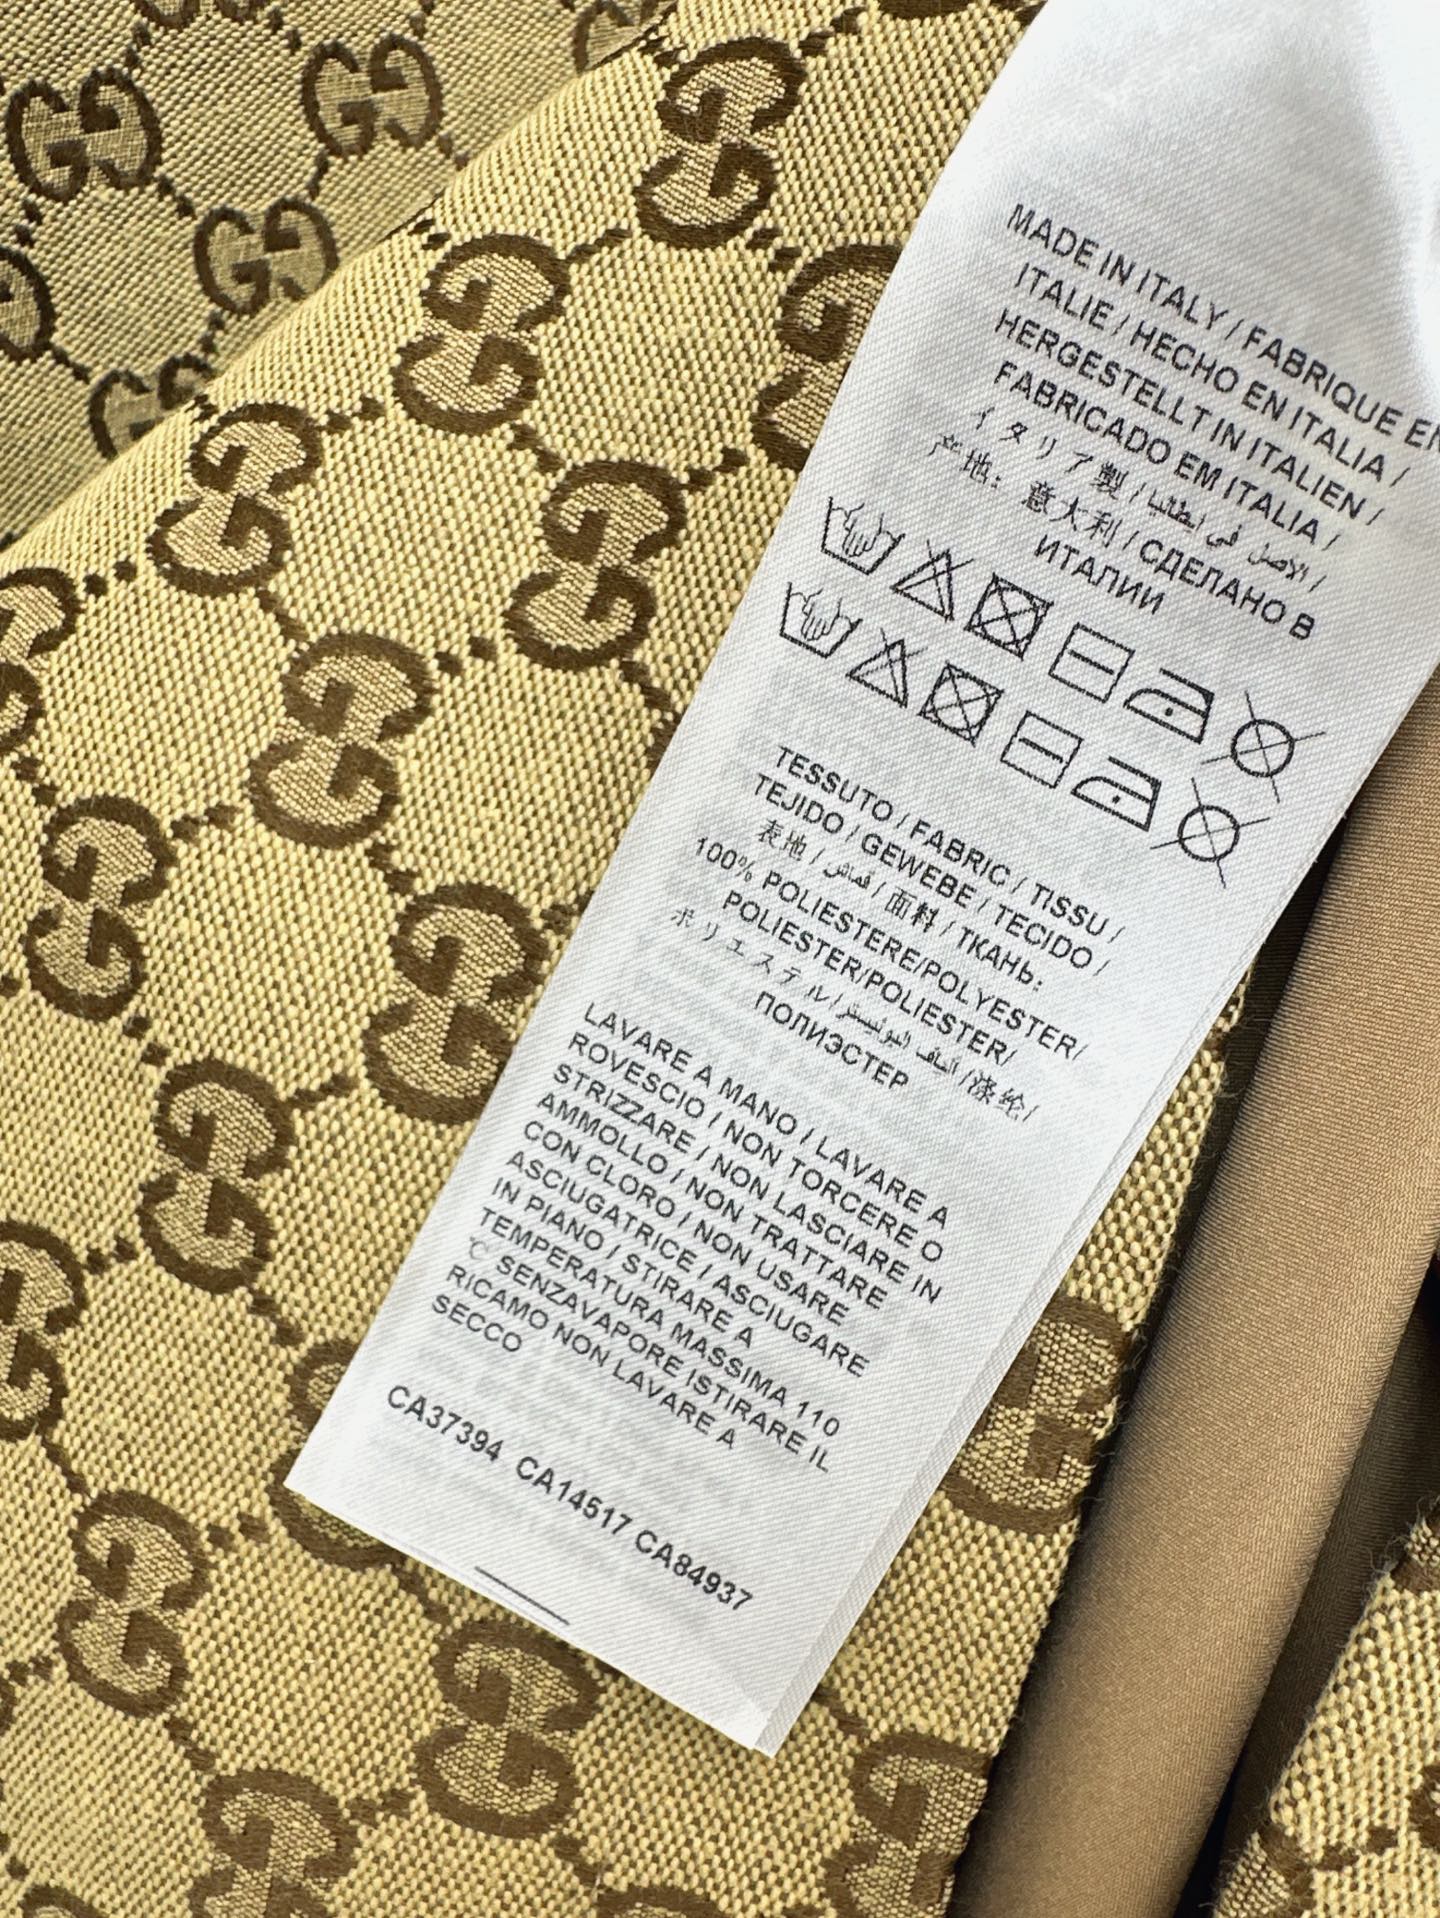 MADE IN ITALY / FABRIQUE EN
ITALIE / HECHO EN ITALIA /
HERGESTELLT IN ITALIEN /
FABRICADO EM ITALIA /
イタリア製 / الاصل في ايطاليا /
产地: 意大利 / СДЕЛАНО В
ИТАЛИИ
TESSUTO / FABRIC / TISSU /
TEJIDO / GEWEBE / TECIDO /
表地 / قماش / 面料 / ТКАНЬ:
100% POLIESTERE/POLYESTER/
POLIESTER/POLIESTER/
ポリエステル/ الياف البوليستر /涤纶/
ПОЛИЭСТЕР
LAVARE A MANO / LAVARE A
ROVESCIO / NON TORCERE O
STRIZZARE / NON LASCIARE IN
AMMOLLO / NON TRATTARE
CON CLORO / NON USARE
ASCIUGATRICE / ASCIUGARE
IN PIANO / STIRARE A
TEMPERATURA MASSIMA 110
℃ SENZAVAPORE ISTIRARE IL
RICAMO NON LAVARE A
SECCO
CA37394 CA14517 CA84937